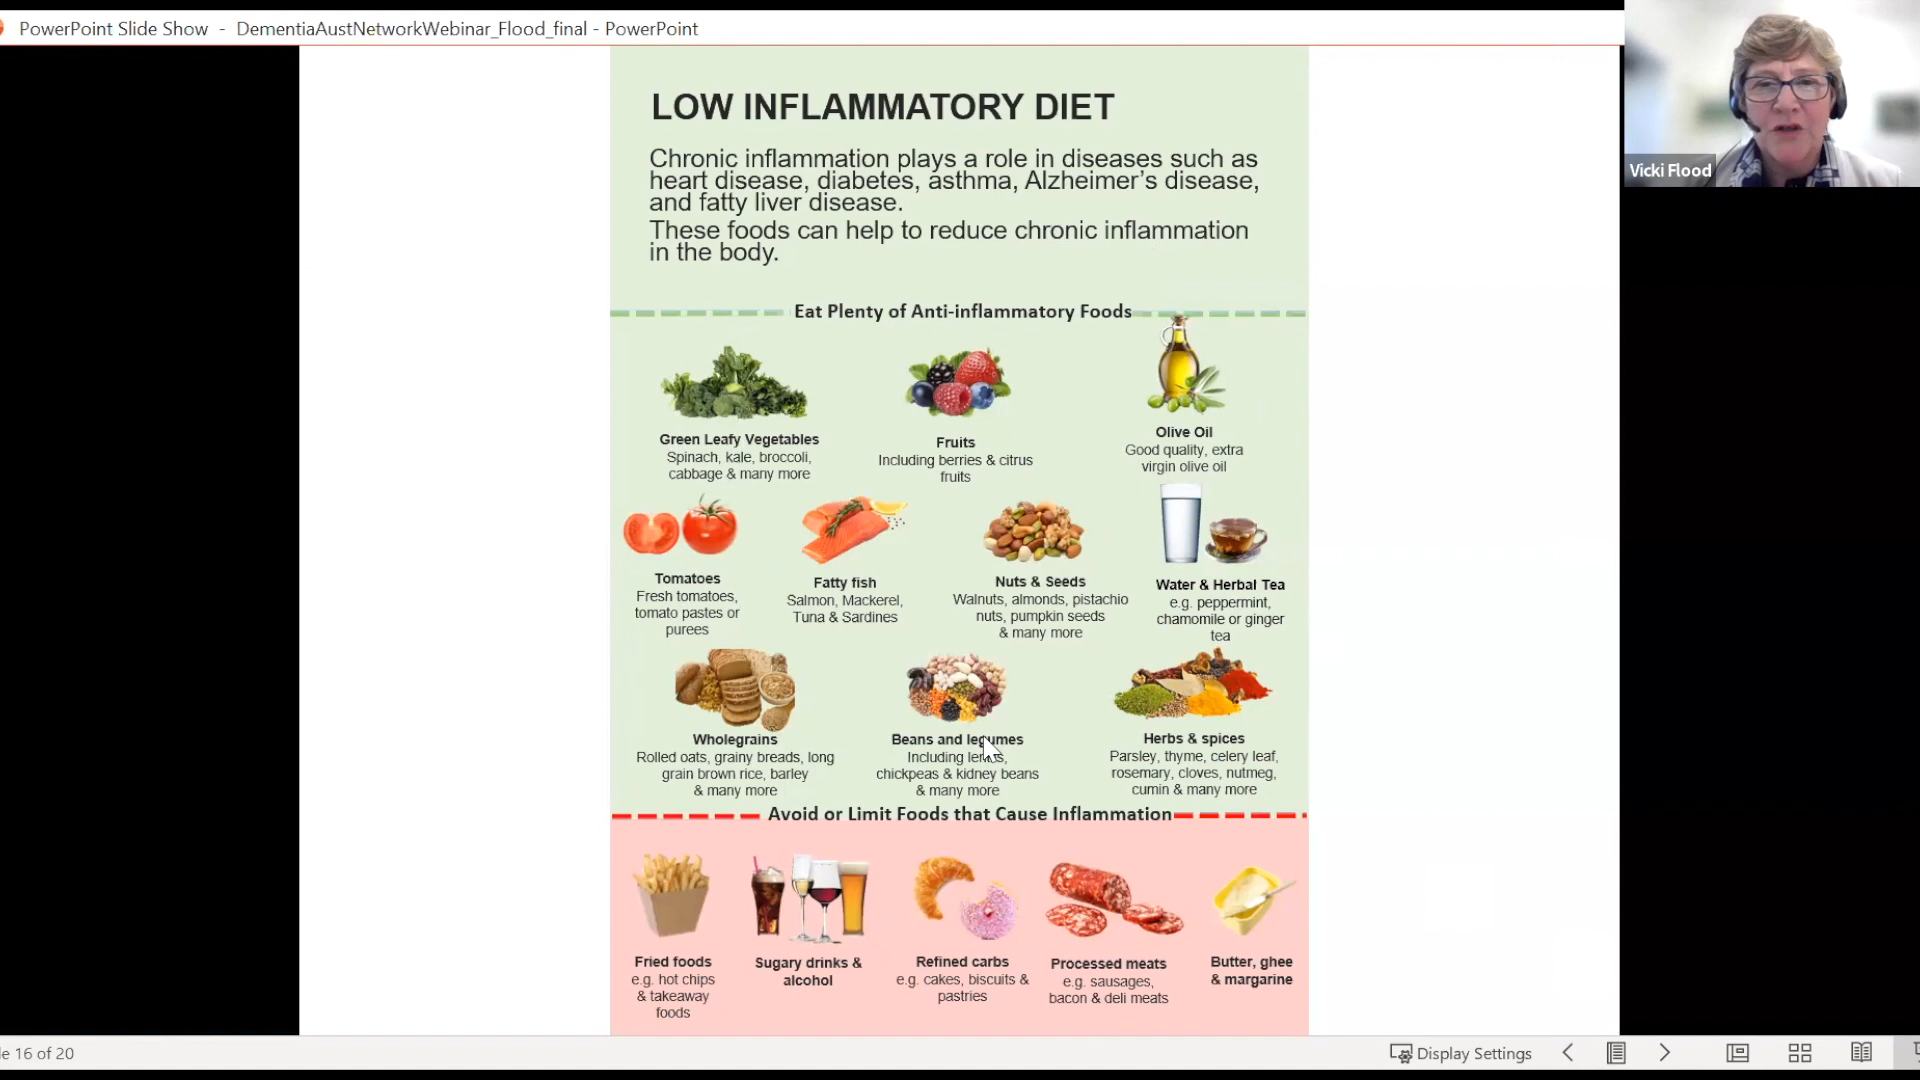 PowerPoint Slide Show - DementiaAustNetworkWebinar_Flood_final - PowerPoint
Vicki Flood
LOW INFLAMMATORY DIET
Chronic inflammation plays a role in diseases such as
heart disease, diabetes, asthma, Alzheimer's disease,
and fatty liver disease.
These foods can help to reduce chronic inflammation
in the body.
Eat Plenty of Anti-inflammatory Foods
Green Leafy Vegetables
Spinach, kale, broccoli,
cabbage & many more
Fruits
Including berries & citrus
fruits
Olive Oil
Good quality, extra
virgin olive oil
Tomatoes
Fresh tomatoes,
tomato pastes or
purees
Fatty fish
Salmon, Mackerel,
Tuna & Sardines
Nuts & Seeds
Walnuts, almonds, pistachio
nuts, pumpkin seeds
& many more
Water & Herbal Tea
e.g. peppermint,
chamomile or ginger
tea
Wholegrains
Rolled oats, grainy breads, long
grain brown rice, barley
& many more
Beans and legumes
Including lentils,
chickpeas & kidney beans
& many more
Herbs & spices
Parsley, thyme, celery leaf,
rosemary, cloves, nutmeg,
cumin & many more
Avoid or Limit Foods that Cause Inflammation
Fried foods
e.g. hot chips
& takeaway
foods
Sugary drinks &
alcohol
Refined carbs
e.g. cakes, biscuits &
pastries
Processed meats
e.g. sausages,
bacon & deli meats
Butter, ghee
& margarine
le 16 of 20
Display Settings